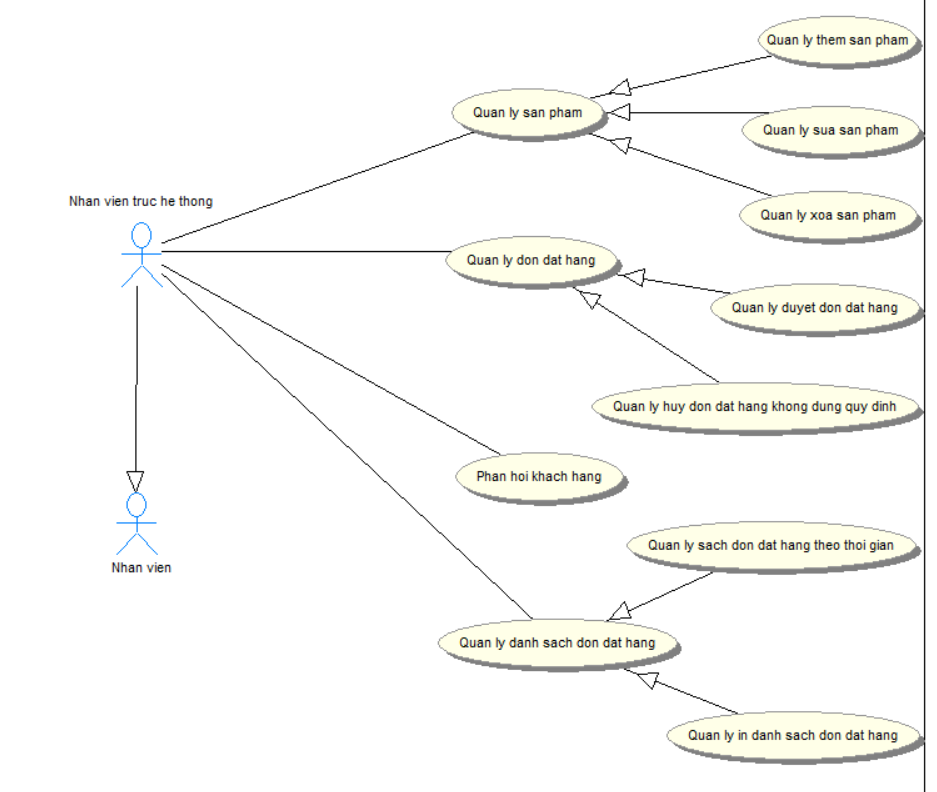 Quan ly them san pham
Quan ly san pham
Quan ly sua san pham
Nhan vien truc he thong
Quan ly xoa san pham
Quan ly don dat hang
Quan ly duyet don dat hang
Quan ly huy don dat hang khong dung quy dinh
Phan hoi khach hang
Quan ly sach don dat hang theo thoi gian
Nhan vien
Quan ly danh sach don dat hang
Quan ly in danh sach don dat hang